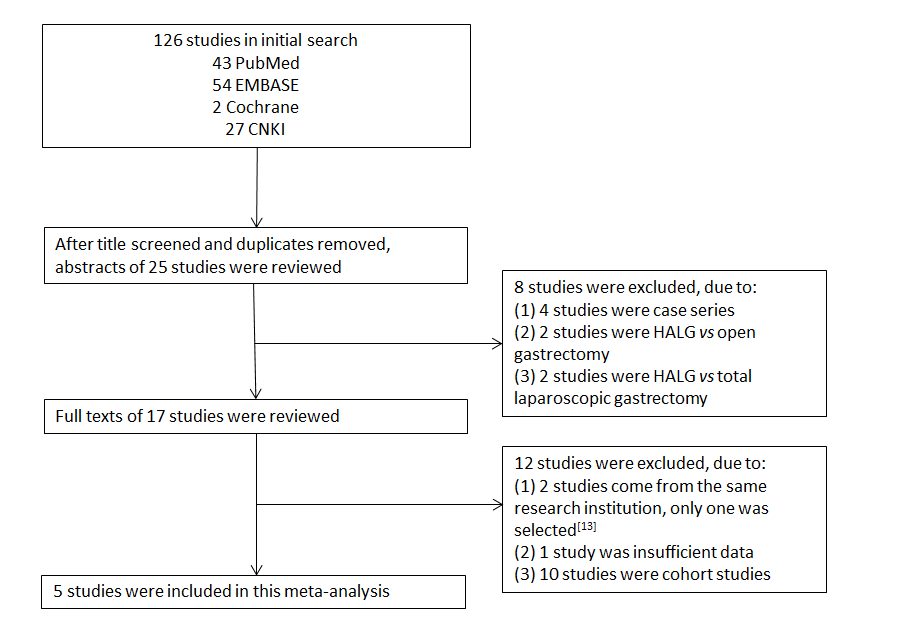 126 studies in initial search
43 PubMed
54 EMBASE
2 Cochrane
27 CNKI
After title screened and duplicates removed,
abstracts of 25 studies were reviewed
8 studies were excluded, due to:
(1) 4 studies were case series
(2) 2 studies were HALG vs open
gastrectomy
(3) 2 studies were HALG vs total
laparoscopic gastrectomy
Full texts of 17 studies were reviewed
12 studies were excluded, due to:
(1) 2 studies come from the same
research institution, only one was
selected[13]
(2) 1 study was insufficient data
(3) 10 studies were cohort studies
5 studies were included in this meta-analysis